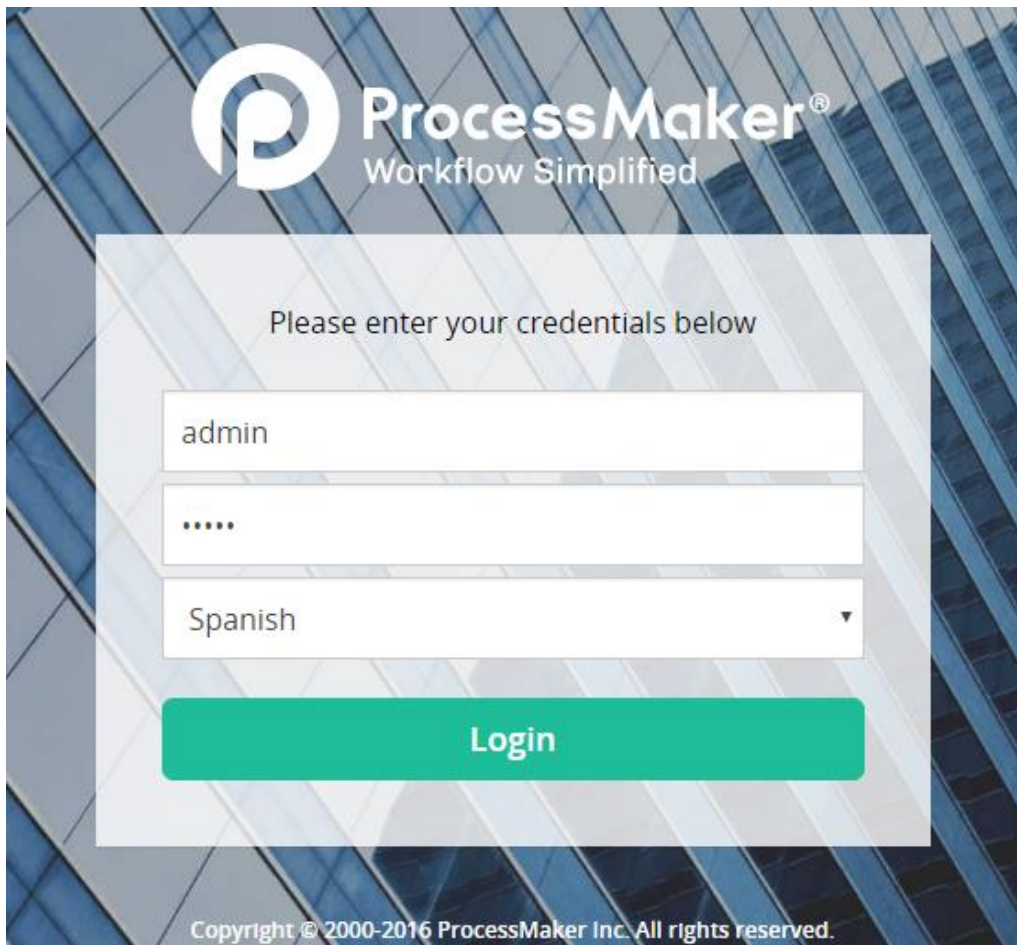 ProcessMaker®
Workflow Simplified
Please enter your credentials below
admin
•••••
Spanish
Login
Copyright © 2000-2016 ProcessMaker Inc. All rights reserved.